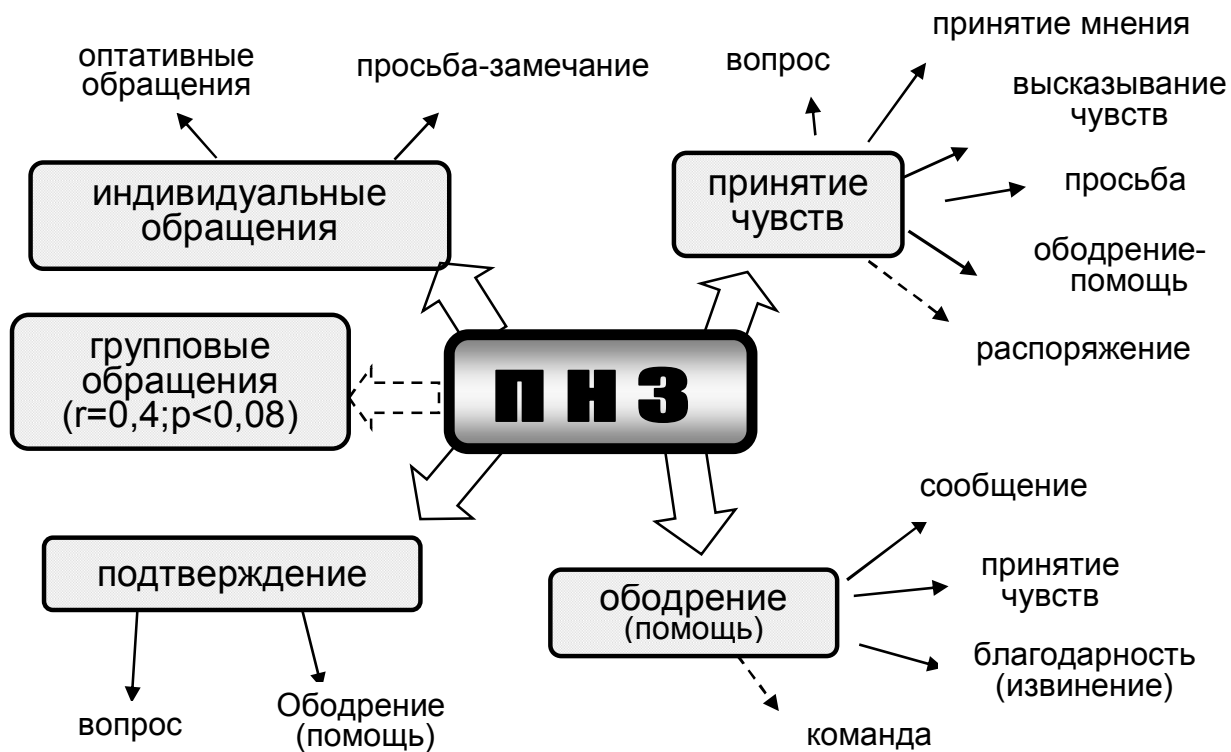 оптативные
обращения
просьба-замечание
индивидуальные
обращения
групповые
обращения
(r=0,4;p<0,08)
ПНЗ
вопрос
принятие мнения
высказывание
чувств
просьба
ободрение-
помощь
распоряжение
принятие
чувств
подтверждение
вопрос
Ободрение
(помощь)
ободрение
(помощь)
сообщение
принятие
чувств
благодарность
(извинение)
команда